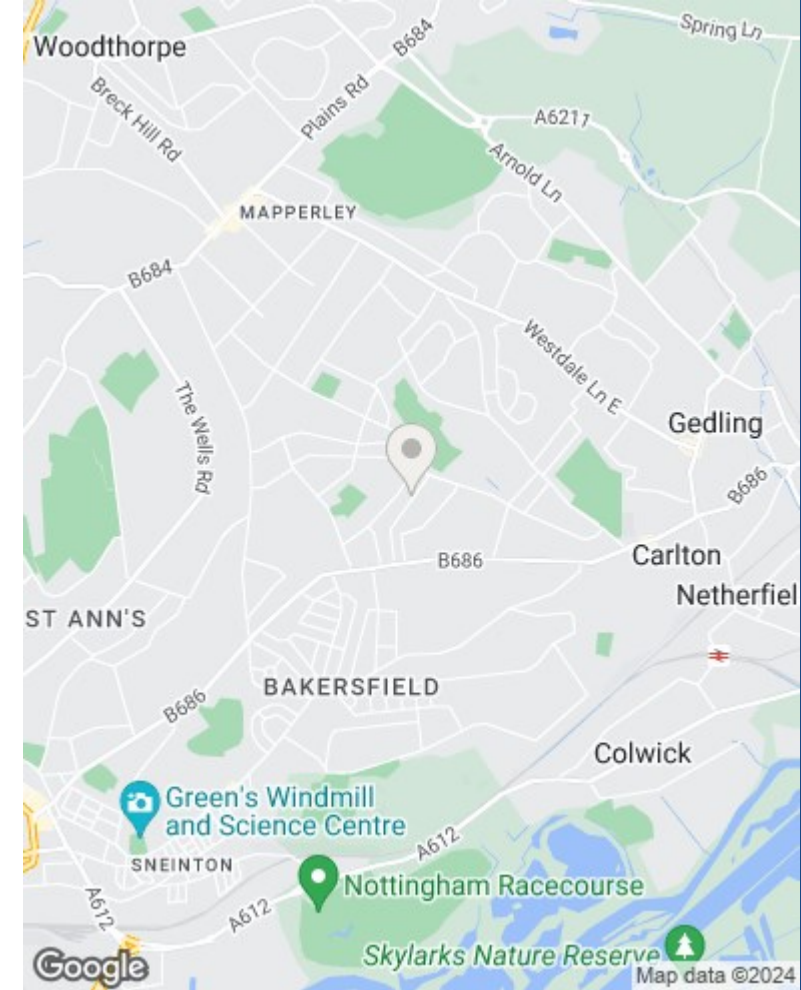 B684
Spring Ln
Woodthorpe
Breck Hill Rd
Plains Rd
A6211
Arnold Ln
MAPPERLEY
B684
Westdale Ln E
The Wells Rd
Gedling
B686
B686
Carlton
Netherfiel
ST ANN'S
BAKERSFIELD
B686
Colwick
Green's Windmill
and Science Centre
A612
SNEINTON
Nottingham Racecourse
A612
A612
Skylarks Nature Reserve
Google
Map data ©2024